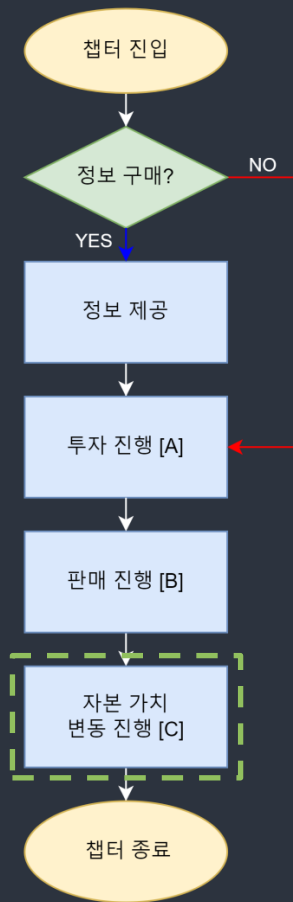 챕터 진입
정보 구매?
NO
YES
정보 제공
투자 진행 [A]
판매 진행 [B]
자본 가치
변동 진행 [C]
챕터 종료